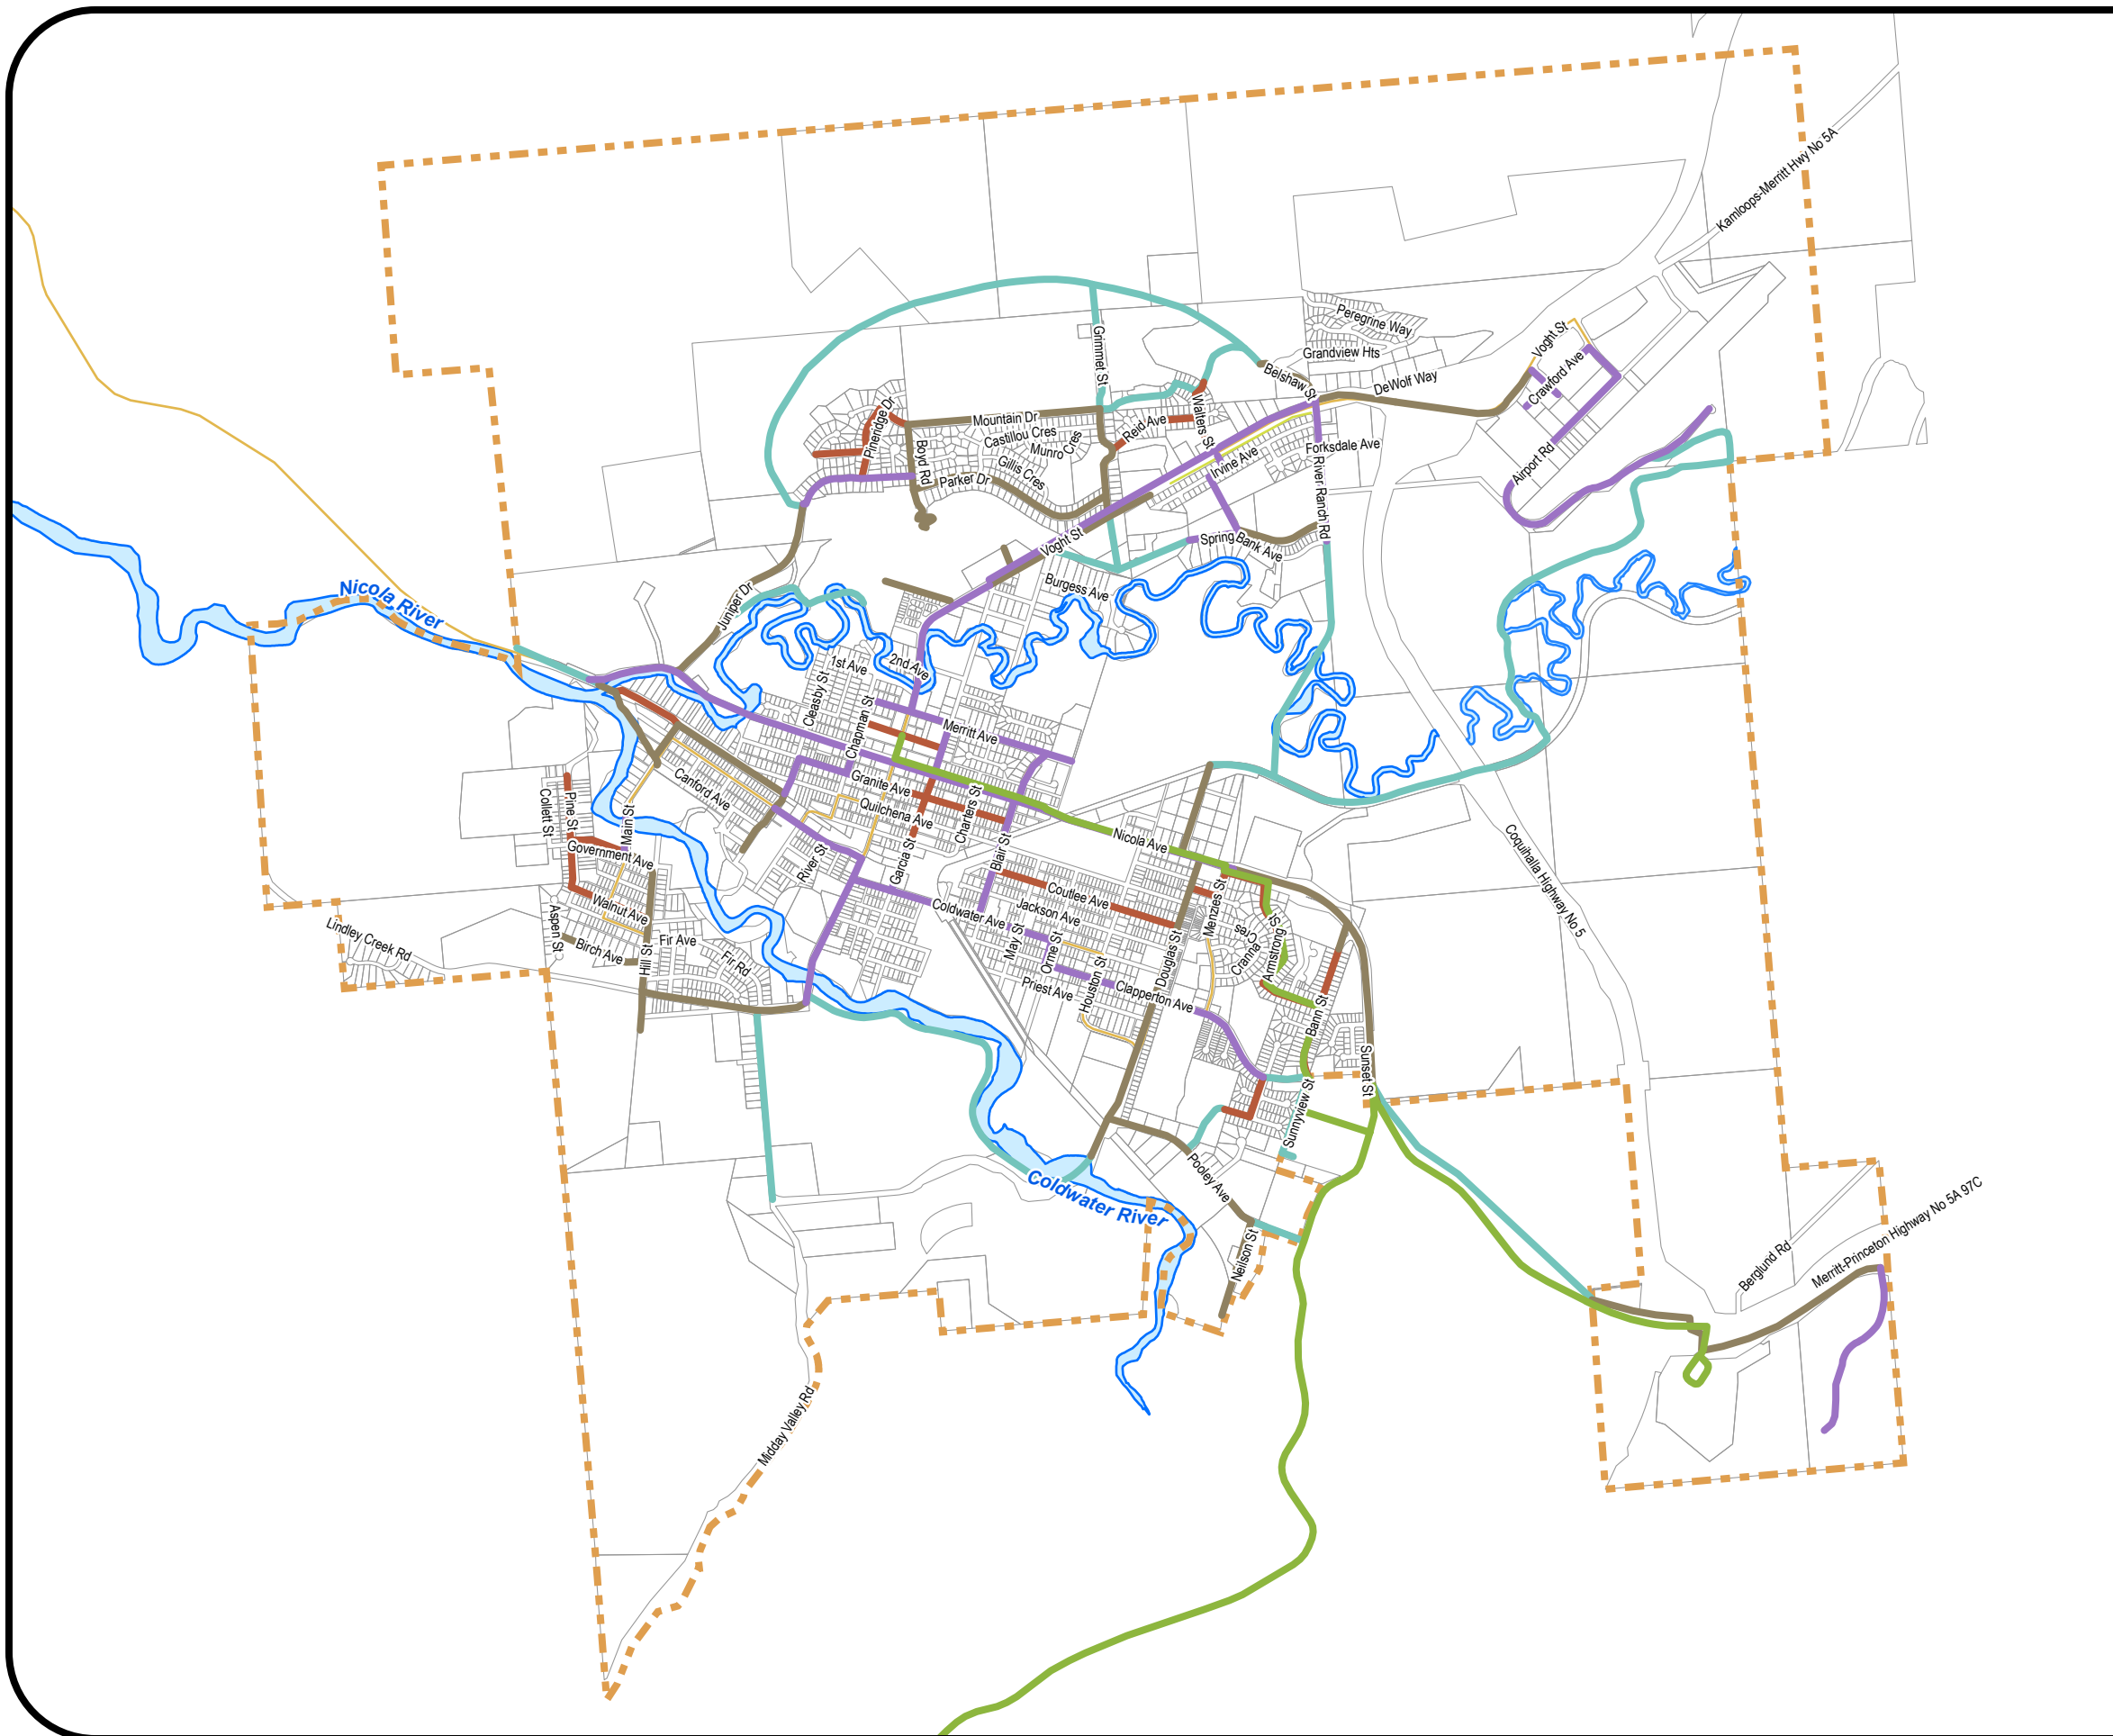 Kamloops-Merritt Hwy No 5A
Peregrine Way
Grandview Hts
Voght St
Crawford Ave
Belshaw St
DeWolf Way
Grimmet St
Pineridge Dr
Mountain Dr
Castillou Cres
Munro Cres
Reid Ave
Walters St
Boyd Rd
Gillis Cres
Parker Dr
Irvine Ave
Forksdale Ave
River Ranch Rd
Airport Rd
Voght St
Spring Bank Ave
Burgess Ave
Nicola River
Juniper Dr
1st Ave
2nd Ave
Cleasby St
Chapman St
Merritt Ave
Canford Ave
Granite Ave
Quilchena Ave
Charters St
Nicola Ave
Collett St
Pine St
Main St
Government Ave
River St
Garcia St
Blair St
Coquihalla Highway No 5
Coutlee Ave
Jackson Ave
Coldwater Ave
Menzies St
Walnut Ave
Aspen St
Birch Ave
Hill St
Fir Ave
Fir Rd
Lindley Creek Rd
May St
Orme St
Houston St
Douglas St
Cranna Cres
Armstrong St
Priest Ave
Clapperton Ave
Bann St
Sunset St
Sunnyview St
Pooley Ave
Coldwater River
Neilson St
Berglund Rd
Merritt-Princeton Highway No 5A 97C
Midday Valley Rd